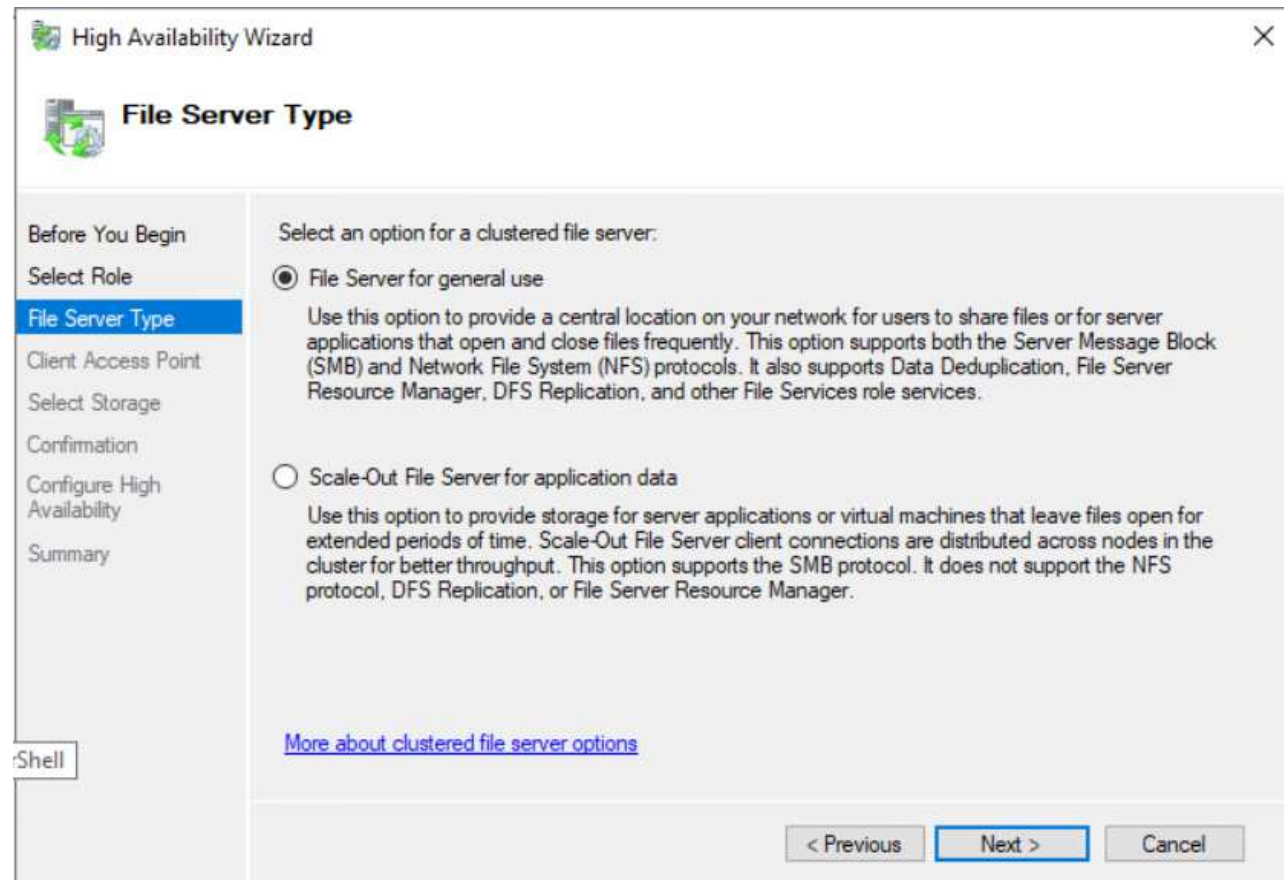 High Availability Wizard
File Server Type
Before You Begin
Select Role
File Server Type
Client Access Point
Select Storage
Confirmation
Configure High
Availability
Summary
Select an option for a clustered file server:
File Server for general use
Use this option to provide a central location on your network for users to share files or for server
applications that open and close files frequently. This option supports both the Server Message Block
(SMB) and Network File System (NFS) protocols. It also supports Data Deduplication, File Server
Resource Manager, DFS Replication, and other File Services role services.
Scale-Out File Server for application data
Use this option to provide storage for server applications or virtual machines that leave files open for
extended periods of time. Scale-Out File Server client connections are distributed across nodes in the
cluster for better throughput. This option supports the SMB protocol. It does not support the NFS
protocol, DFS Replication, or File Server Resource Manager.
More about clustered file server options
rShell
< Previous
Next >
Cancel